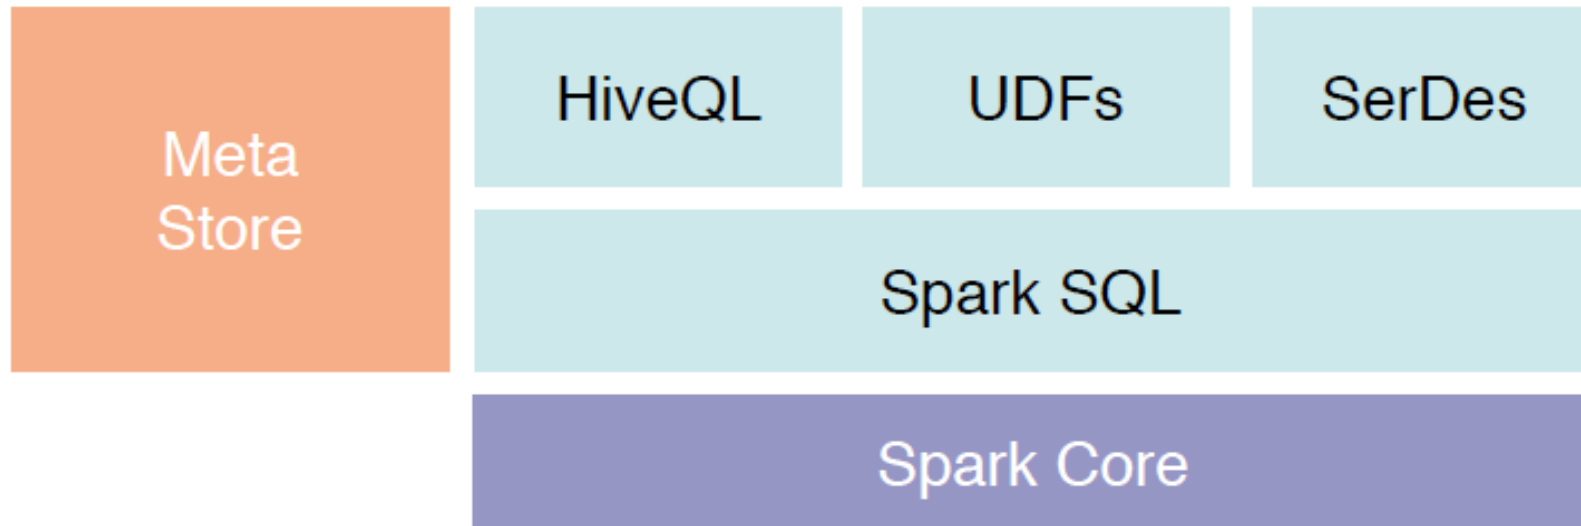 Meta
Store
HiveQL
UDFs
SerDes
Spark SQL
Spark Core